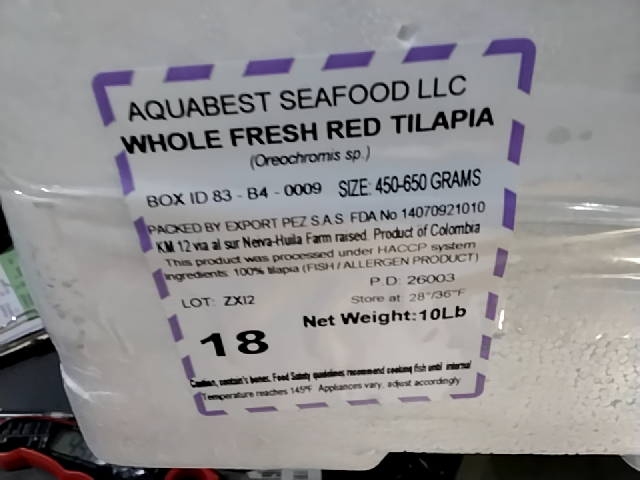 AQUABEST SEAFOOD LLC
WHOLE FRESH RED TILAPIA
(Oreochromis sp.)
BOX ID 83 - B4 - 0009 SIZE: 450-650 GRAMS
PACKED BY EXPORT PEZ S.A.S. FDA No 14070921010
KM 12 via al sur Neiva-Huila Farm raised. Product of Colombia
This product was processed under HACCP system
Ingredients: 100% tilapia (FISH / ALLERGEN PRODUCT)
P.D: 26003
LOT: ZXI2 Store at: 28°/36°F
Net Weight:10Lb
18
Caution, contain's bones. Food Safety guidelines recommend cooking fish until internal
Temperature reaches 145°F. Appliances vary, adjust accordingly